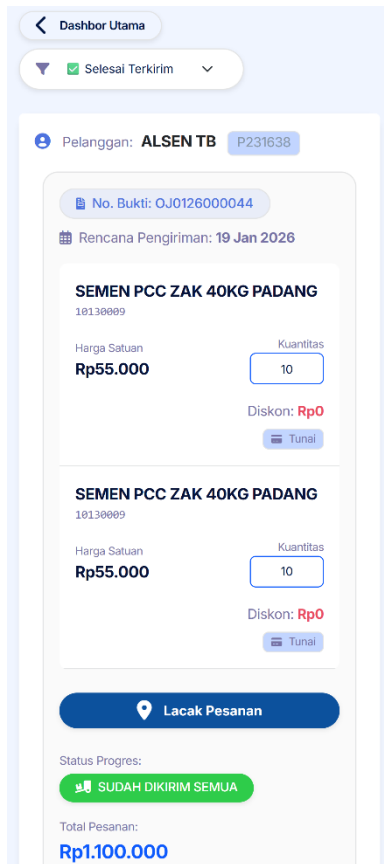 Dashbor Utama
Selesai Terkirim
Pelanggan: ALSEN TB P231638
No. Bukti: OJ0126000044
Rencana Pengiriman: 19 Jan 2026
SEMEN PCC ZAK 40KG PADANG
10130009
Harga Satuan
Rp55.000
Kuantitas
10
Diskon: Rp0
Tunai
SEMEN PCC ZAK 40KG PADANG
10130009
Harga Satuan
Rp55.000
Kuantitas
10
Diskon: Rp0
Tunai
Lacak Pesanan
Status Progres:
SUDAH DIKIRIM SEMUA
Total Pesanan:
Rp1.100.000